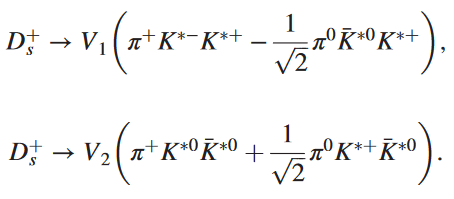 D_s^+ → V_1 ( π^+ K^{*-} K^{*+} − \frac{1}{\sqrt{2}} π^0 \bar{K}^{*0} K^{*+} ),
D_s^+ → V_2 ( π^+ K^{*0} \bar{K}^{*0} + \frac{1}{\sqrt{2}} π^0 K^{*+} \bar{K}^{*0} ).